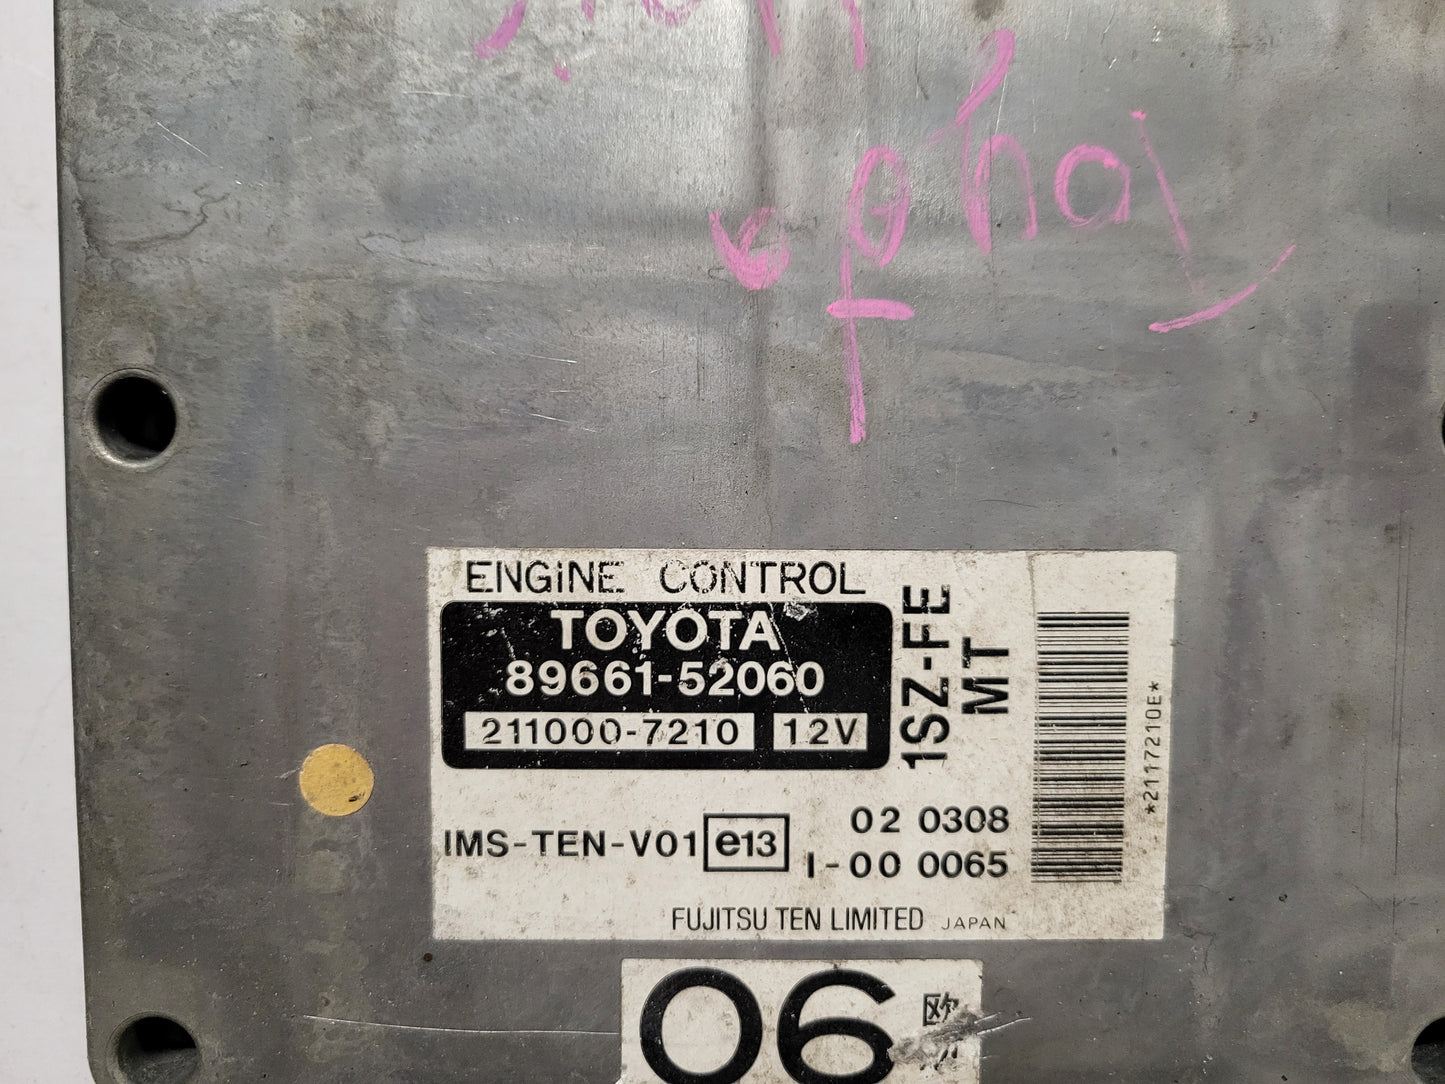 ENGINE CONTROL
TOYOTA
89661-52060
211000-7210 12V
1SZ-FE
MT
*2117210E*
IMS-TEN-V01 e13
02 0308
I-00 0065
FUJITSU TEN LIMITED JAPAN
06 欧